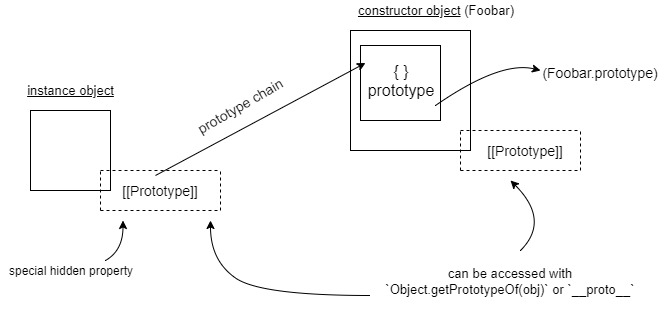 constructor object (Foobar)
{ }
prototype
(Foobar.prototype)
instance object
prototype chain
[[Prototype]]
[[Prototype]]
special hidden property
can be accessed with
`Object.getPrototypeOf(obj)` or `__proto__`